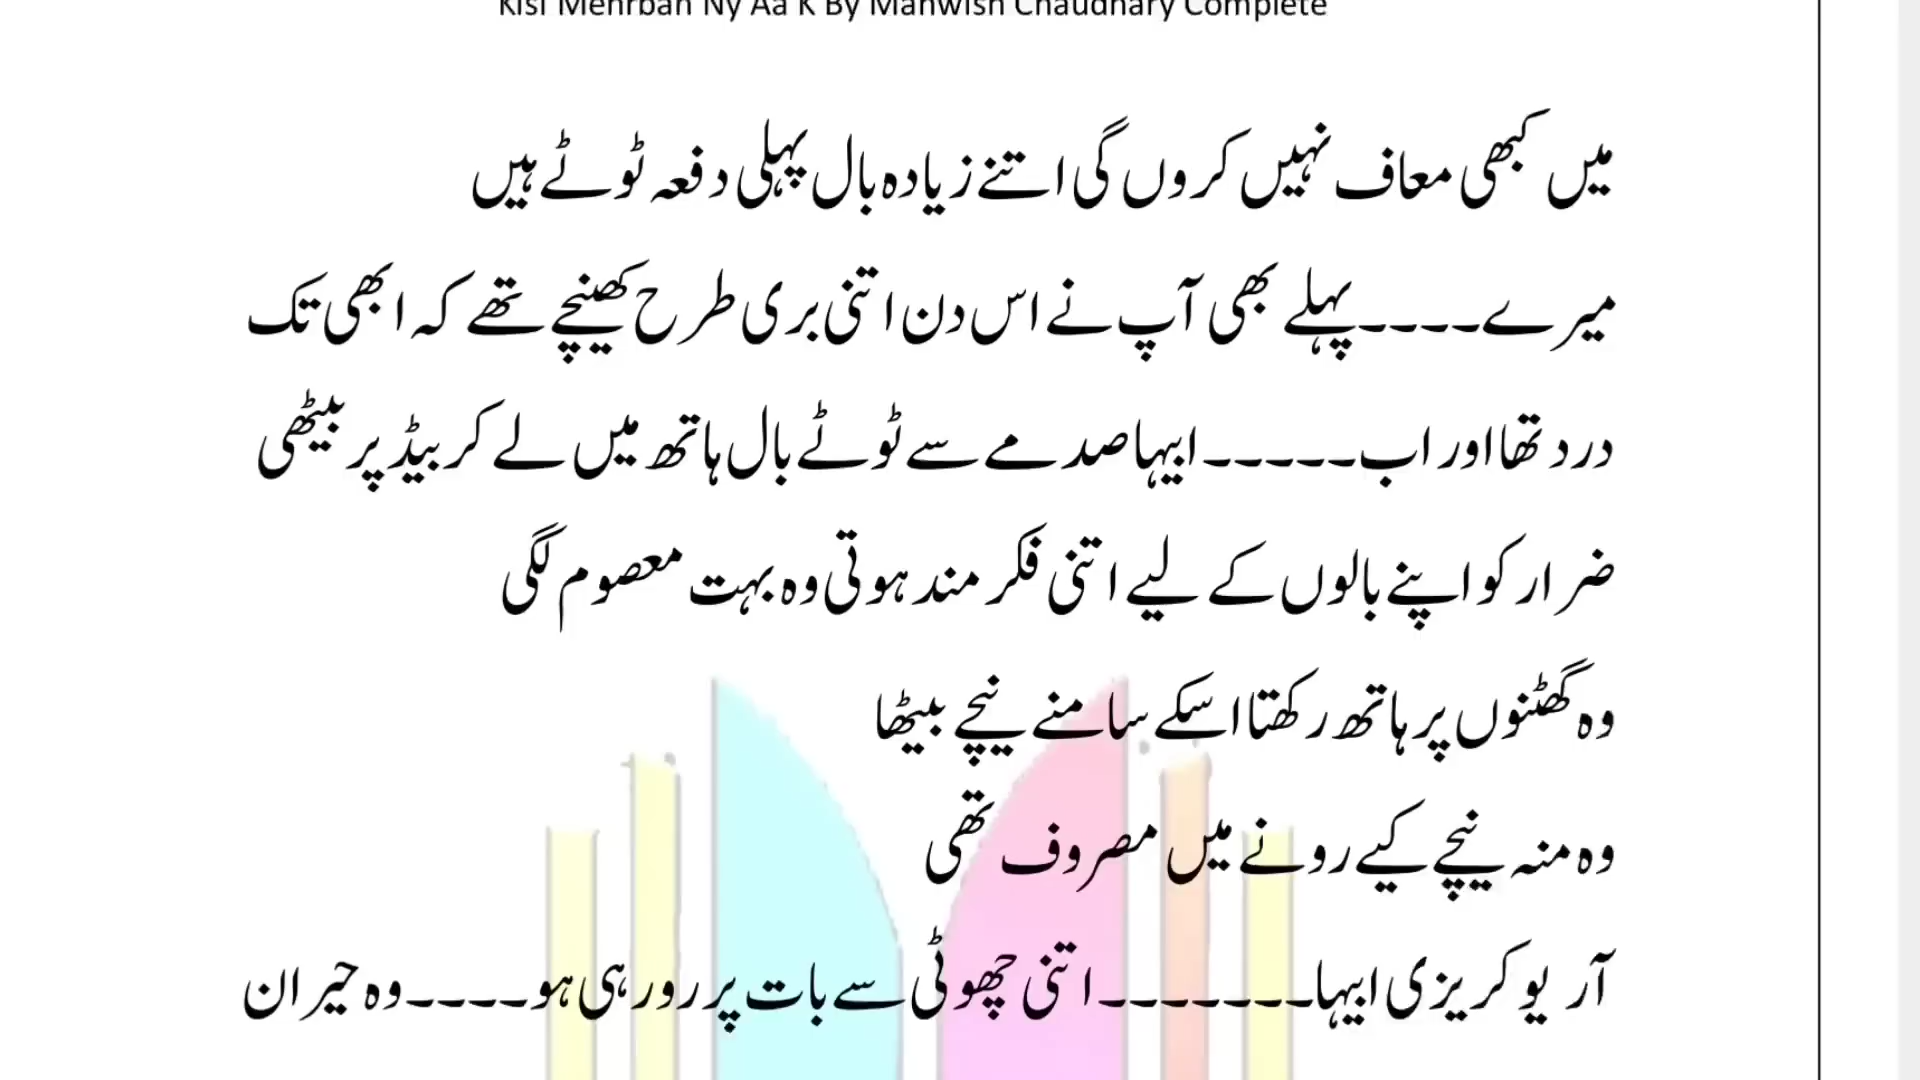 Kisi Mehrban Ny Aa K By Mahwish Chaudhary Complete
میں کبھی معاف نہیں کروں گی اتنے زیادہ بال پہلی دفعہ ٹوٹے ہیں
میرے۔۔۔۔پہلے بھی آپ نے اس دن اتنی بری طرح کھینچے تھے کہ ابھی تک
درد تھا اور اب۔۔۔۔۔ابیہا صدمے سے ٹوٹے بال ہاتھ میں لے کر بیڈ پر بیٹھی
ضرار کو اپنے بالوں کے لیے اتنی فکر مند ہوتی وہ بہت معصوم لگی
وہ گھٹنوں پر ہاتھ رکھتا اسکے سامنے نیچے بیٹھا
وہ منہ نیچے کیے رونے میں مصروف تھی
آر یو کریزی ابیہا۔۔۔۔۔۔۔اتنی چھوٹی سے بات پر رو رہی ہو۔۔۔۔وہ حیران